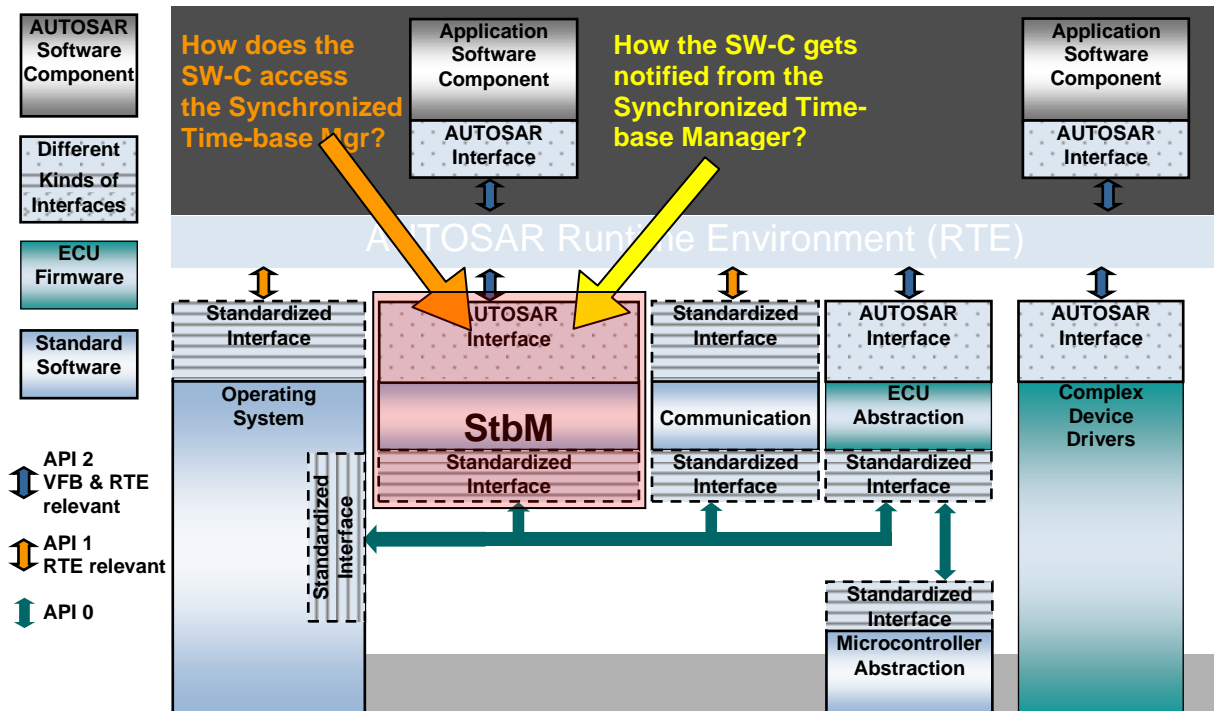 AUTOSAR
Software
Component
Different
Kinds of
Interfaces
ECU
Firmware
Standard
Software
API 2
VFB & RTE
relevant
API 1
RTE relevant
API 0
How does the
SW-C access
the Synchronized
Time-base Mgr?
Application
Software
Component
AUTOSAR
Interface
How the SW-C gets
notified from the
Synchronized Time-
base Manager?
Application
Software
Component
AUTOSAR
Interface
AUTOSAR Runtime Environment (RTE)
Standardized
Interface
Operating
System
Standardized
Interface
AUTOSAR
Interface
StbM
Standardized
Interface
Standardized
Interface
Communication
Standardized
Interface
AUTOSAR
Interface
ECU
Abstraction
Standardized
Interface
Standardized
Interface
Microcontroller
Abstraction
AUTOSAR
Interface
Complex
Device
Drivers